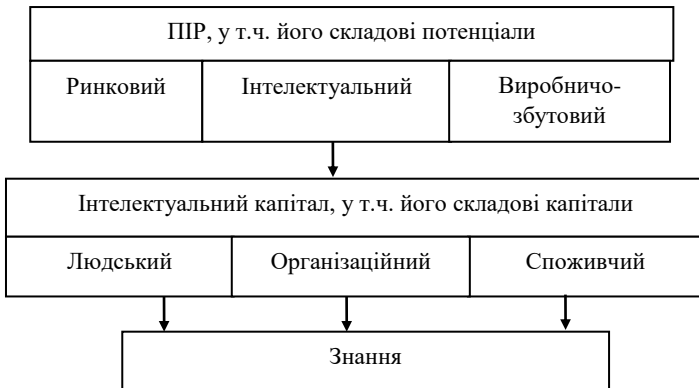 ПІР, у т.ч. його складові потенціали
Ринковий
Інтелектуальний
Виробничо-
збутовий
Інтелектуальний капітал, у т.ч. його складові капітали
Людський
Організаційний
Споживчий
Знання